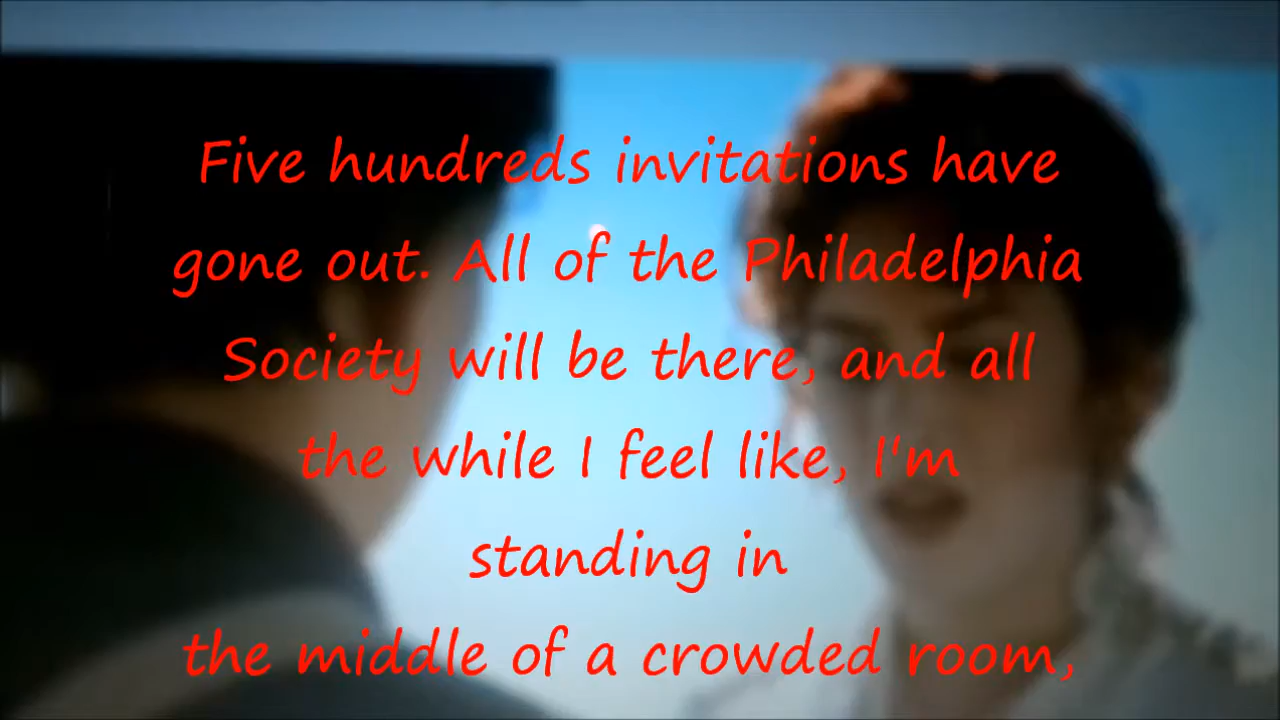 Five hundreds invitations have
gone out. All of the Philadelphia
Society will be there, and all
the while I feel like, I'm
standing in
the middle of a crowded room,